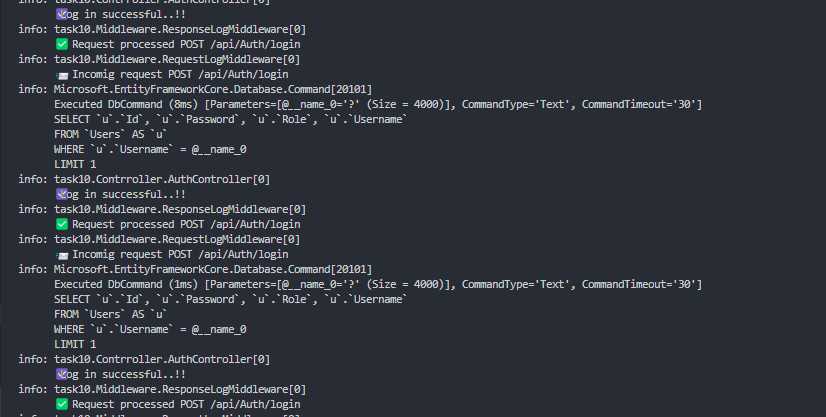 info: task10.Contrroller.AuthController[0]
🕊og in successful..!!
info: task10.Middleware.ResponseLogMiddleware[0]
✅ Request processed POST /api/Auth/login
info: task10.Middleware.RequestLogMiddleware[0]
📨 Incomig request POST /api/Auth/login
info: Microsoft.EntityFrameworkCore.Database.Command[20101]
Executed DbCommand (8ms) [Parameters=[@__name_0='?' (Size = 4000)], CommandType='Text', CommandTimeout='30']
SELECT `u`.`Id`, `u`.`Password`, `u`.`Role`, `u`.`Username`
FROM `Users` AS `u`
WHERE `u`.`Username` = @__name_0
LIMIT 1
info: task10.Contrroller.AuthController[0]
🕊og in successful..!!
info: task10.Middleware.ResponseLogMiddleware[0]
✅ Request processed POST /api/Auth/login
info: task10.Middleware.RequestLogMiddleware[0]
📨 Incomig request POST /api/Auth/login
info: Microsoft.EntityFrameworkCore.Database.Command[20101]
Executed DbCommand (1ms) [Parameters=[@__name_0='?' (Size = 4000)], CommandType='Text', CommandTimeout='30']
SELECT `u`.`Id`, `u`.`Password`, `u`.`Role`, `u`.`Username`
FROM `Users` AS `u`
WHERE `u`.`Username` = @__name_0
LIMIT 1
info: task10.Contrroller.AuthController[0]
🕊og in successful..!!
info: task10.Middleware.ResponseLogMiddleware[0]
✅ Request processed POST /api/Auth/login